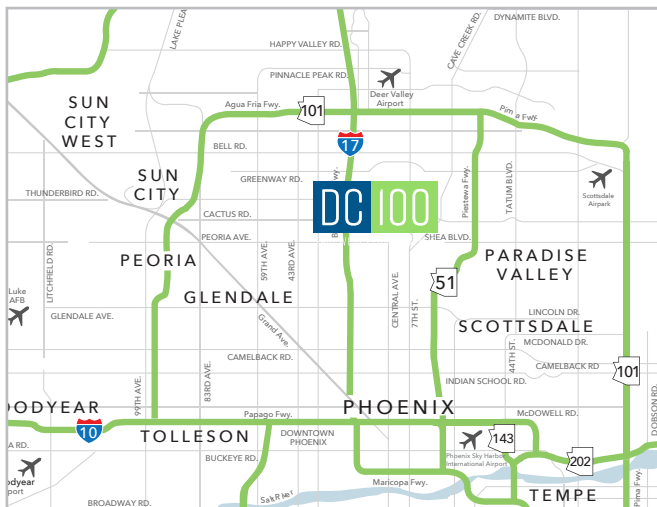 LAKE PLEA
HAPPY VALLEY RD.
CAVE CREEK RD.
DYNAMITE BLVD.
PINNACLE PEAK RD.
Deer Valley
Airport
SUN
CITY
WEST
Agua Fria Fwy.
101
Pima Fwy.
17
BELL RD.
SUN
CITY
THUNDERBIRD RD.
GREENWAY RD.
DC 100
Piestewa Fwy.
TATUM BLVD.
Scottsdale
Airpark
CACTUS RD.
PEORIA AVE.
SHEA BLVD.
LITCHFIELD RD.
PEORIA
59TH AVE.
43RD AVE.
PARADISE
VALLEY
51
Luke
AFB
GLENDALE
CENTRAL AVE.
7TH ST.
GLENDALE AVE.
Grand Ave.
LINCOLN DR.
SCOTTSDALE
McDONALD DR.
44TH ST.
CAMELBACK RD.
CAMELBACK RD
101
99TH AVE.
83RD AVE.
INDIAN SCHOOL RD.
DOBSON RD.
OODYEAR
10
Papago Fwy.
PHOENIX
McDOWELL RD.
TOLLESON
DOWNTOWN
PHOENIX
143
Phoenix Sky Harbor
International Airport
202
A RD.
BUCKEYE RD.
odyear
port
Maricopa Fwy.
Pima Fwy.
BROADWAY RD.
Salt River
TEMPE